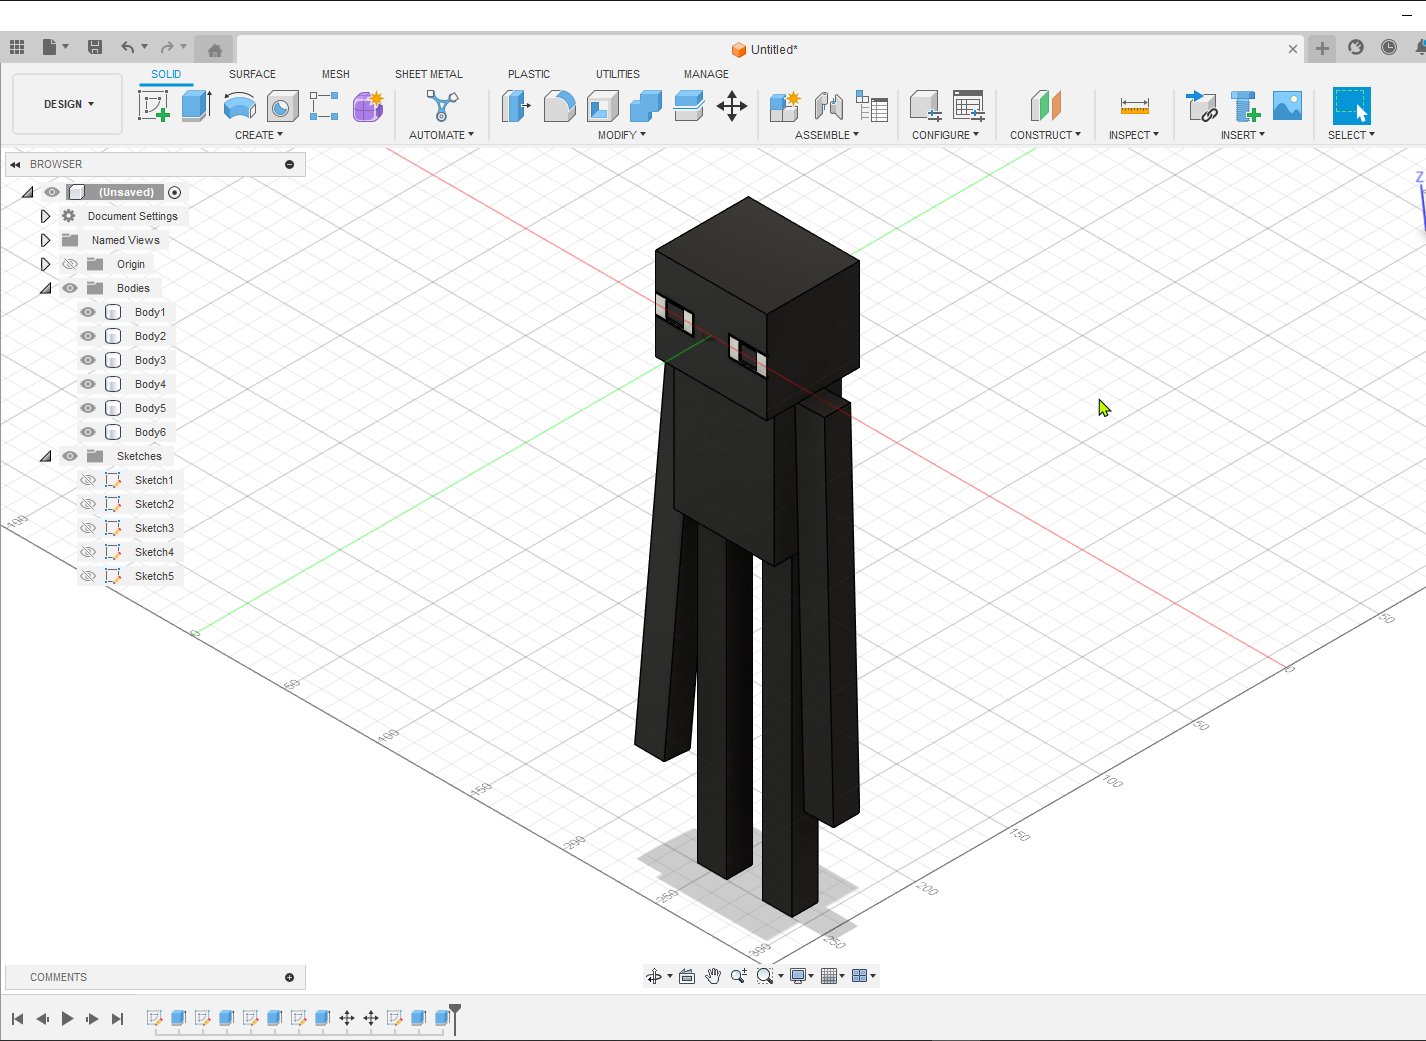 Untitled*
SOLID SURFACE MESH SHEET METAL PLASTIC UTILITIES MANAGE
DESIGN
CREATE AUTOMATE MODIFY ASSEMBLE CONFIGURE CONSTRUCT INSPECT INSERT SELECT
BROWSER
(Unsaved)
Document Settings
Named Views
Origin
Bodies
Body1
Body2
Body3
Body4
Body5
Body6
Sketches
Sketch1
Sketch2
Sketch3
Sketch4
Sketch5
Z
100
0
50
100
150
200
250
300
50
0
50
100
150
200
250
COMMENTS